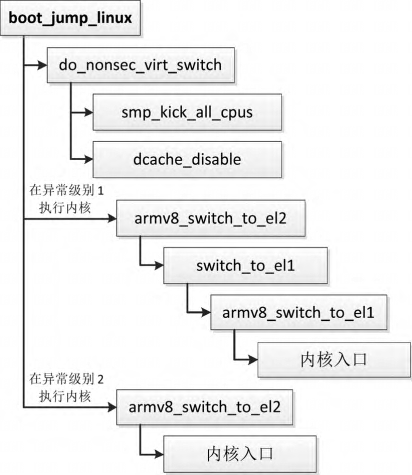 boot_jump_linux
do_nonsec_virt_switch
smp_kick_all_cpus
dcache_disable
在异常级别 1
执行内核
armv8_switch_to_el2
switch_to_el1
armv8_switch_to_el1
内核入口
在异常级别 2
执行内核
armv8_switch_to_el2
内核入口